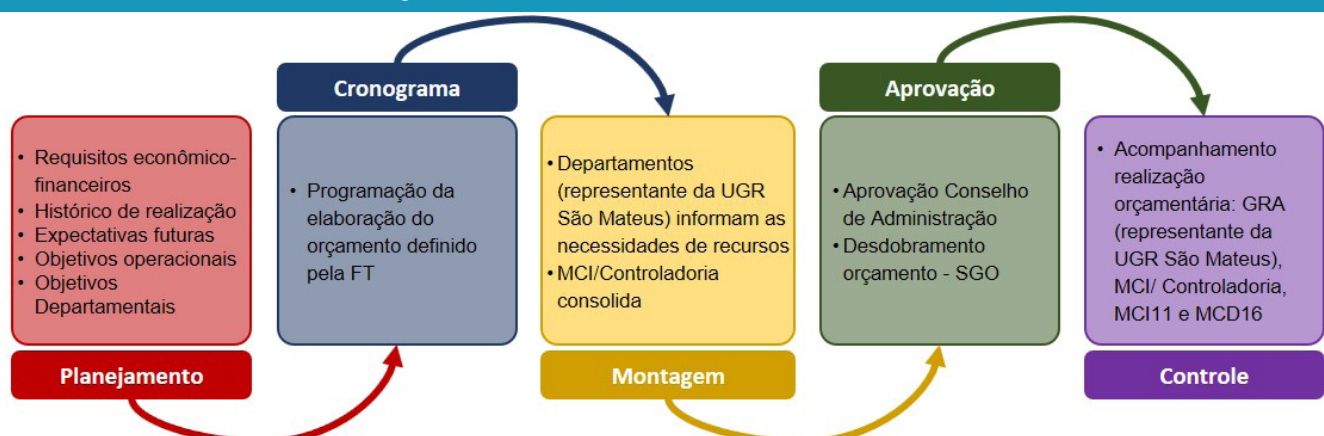 Requisitos econômico-
financeiros
Histórico de realização
Expectativas futuras
Objetivos operacionais
Objetivos
Departamentais
Planejamento
Cronograma
Programação da
elaboração do
orçamento definido
pela FT
Departamentos
(representante da UGR
São Mateus) informam as
necessidades de recursos
MCI/Controladoria
consolida
Montagem
Aprovação
Aprovação Conselho
de Administração
Desdobramento
orçamento - SGO
Acompanhamento
realização
orçamentária: GRA
(representante da
UGR São Mateus),
MCI/ Controladoria,
MCI11 e MCD16
Controle